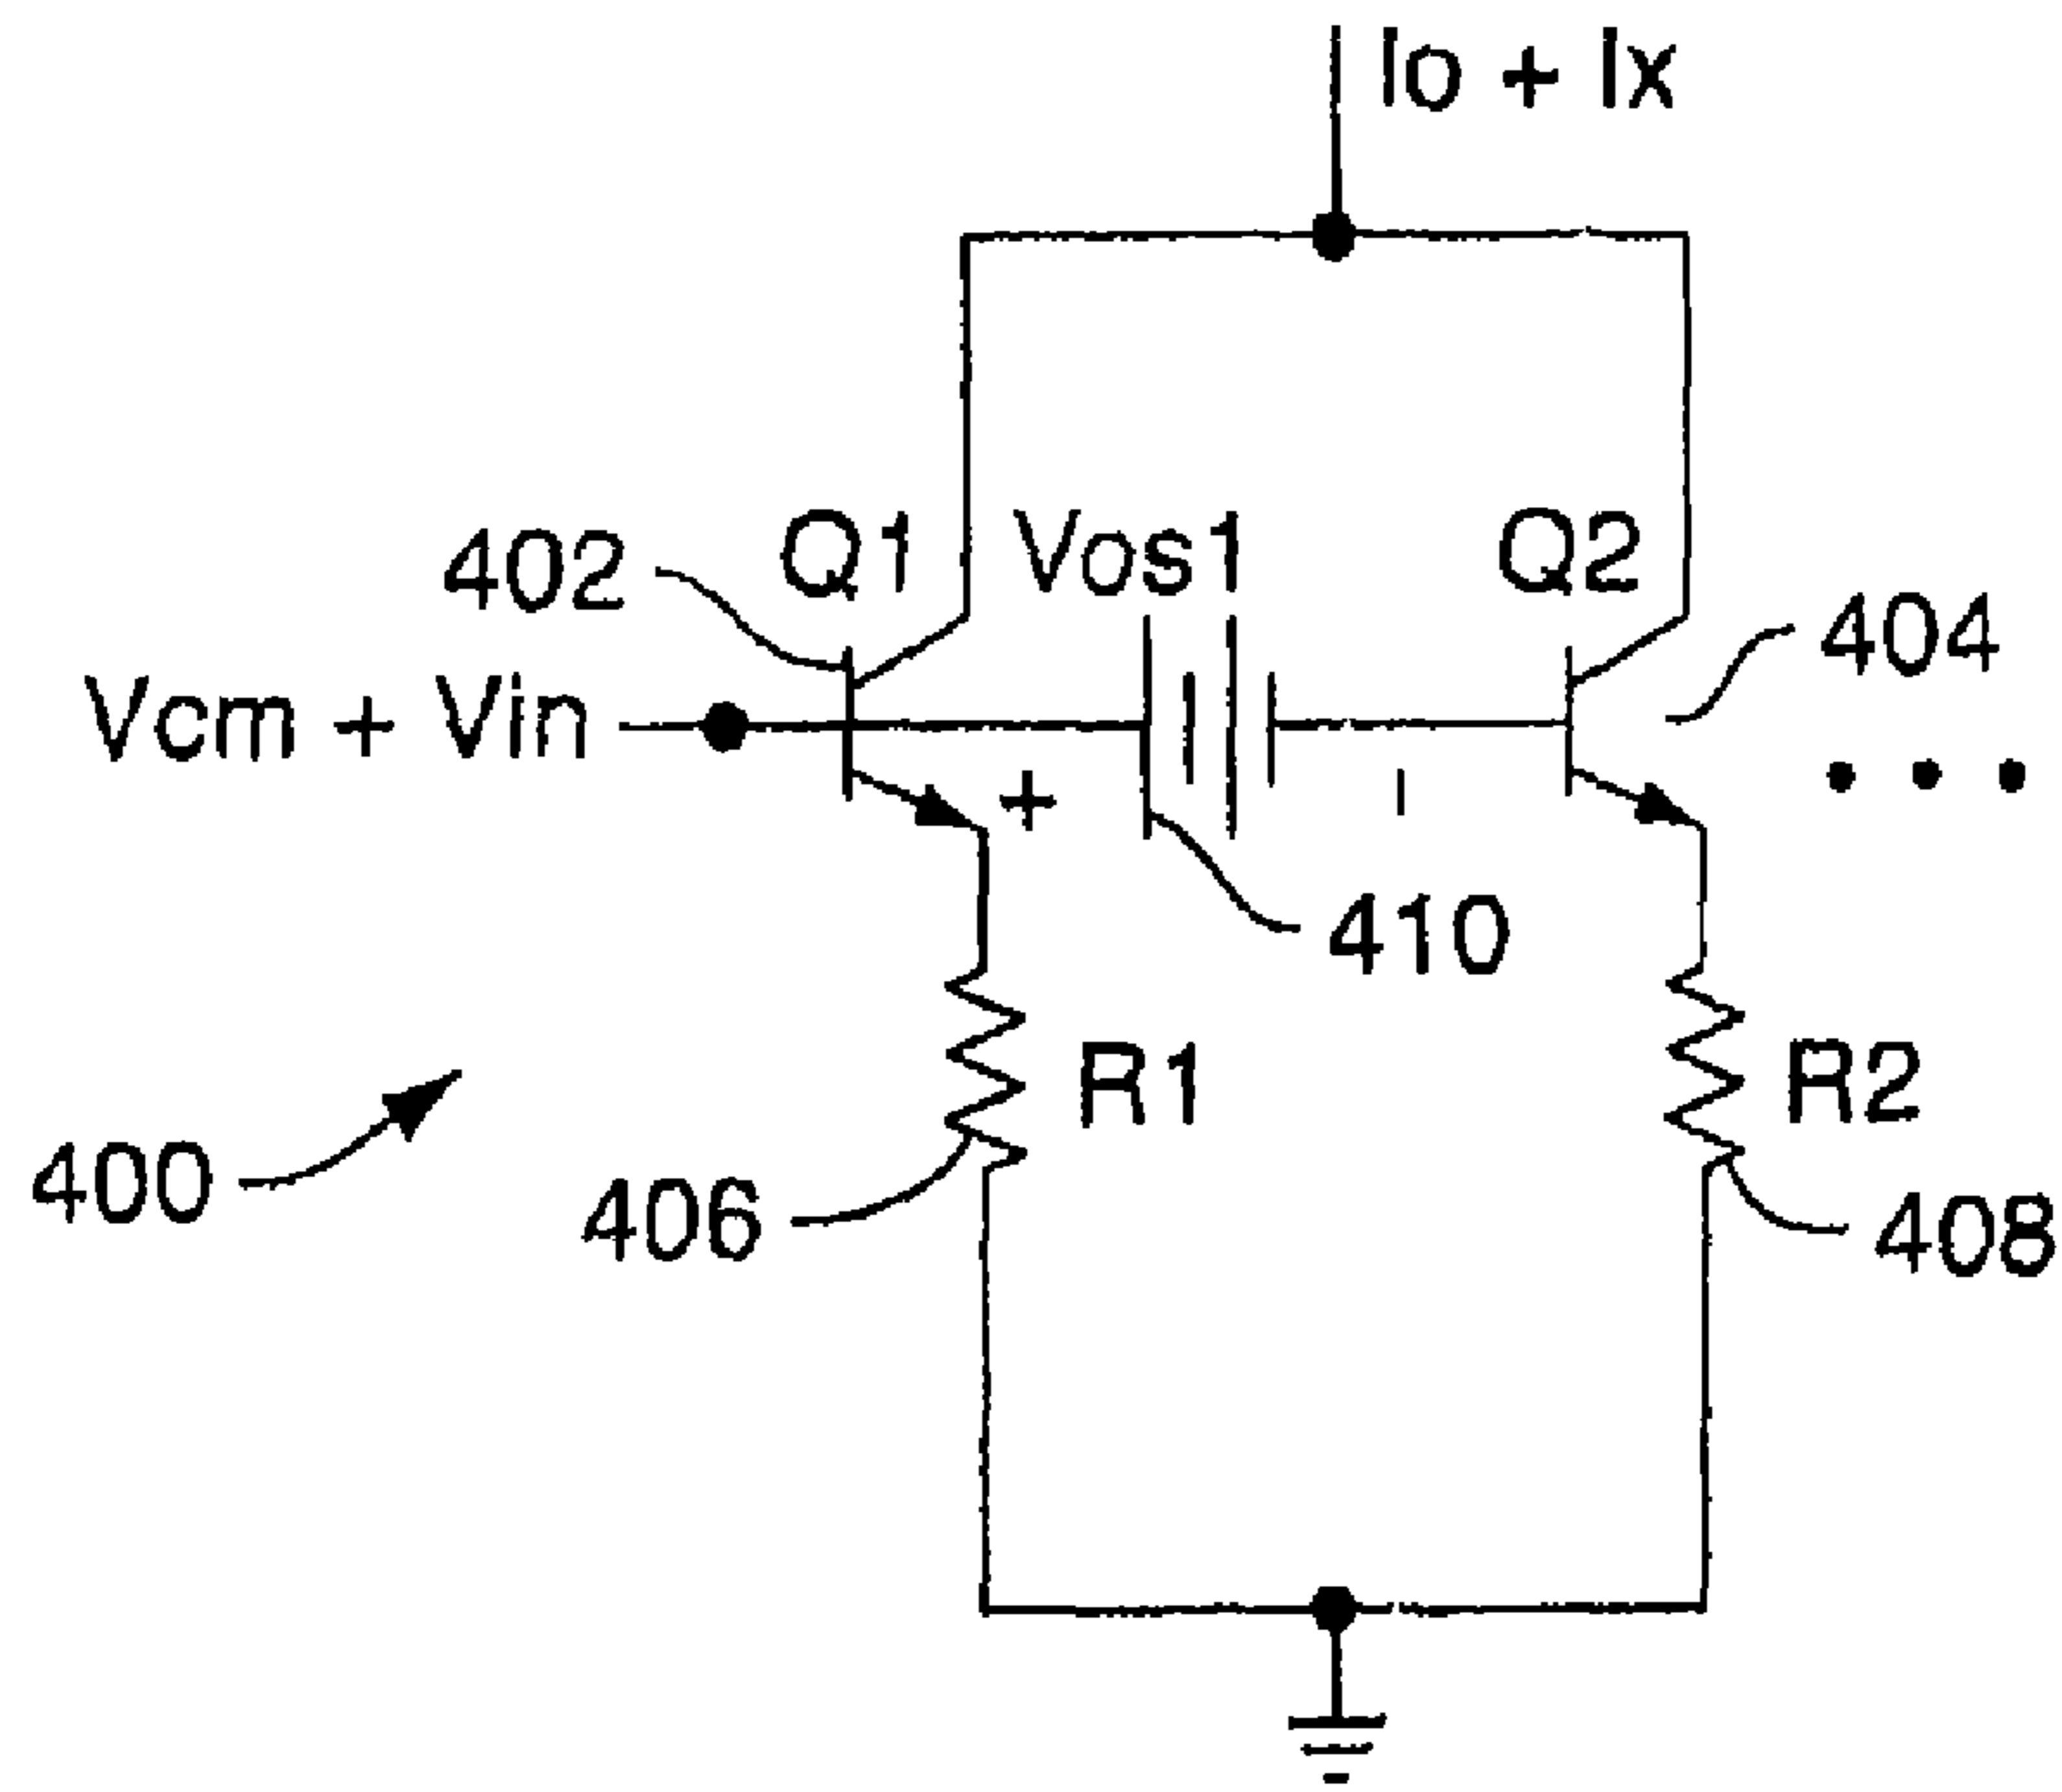 Io + Ix
Q1
Vos1
Q2
402
404
Vcm + Vin
+
-
410
R1
R2
400
406
408